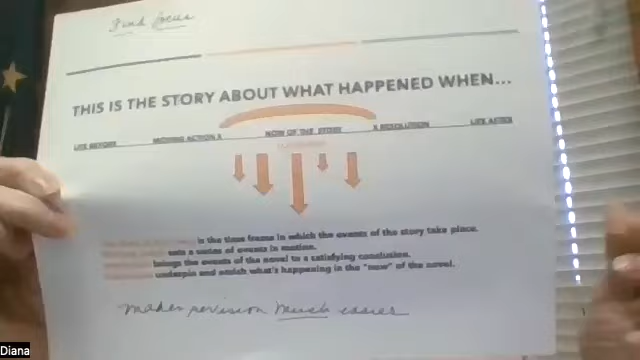 Find focus
THIS IS THE STORY ABOUT WHAT HAPPENED WHEN...
LIFE BEFORE INCITING ACTION X NOW OF THE STORY X RESOLUTION LIFE AFTER
is the time frame in which the events of the story take place.
sets a series of events in motion.
brings the events of the novel to a satisfying conclusion.
underpin and enrich what's happening in the "now" of the novel.
makes revision much easier
Diana